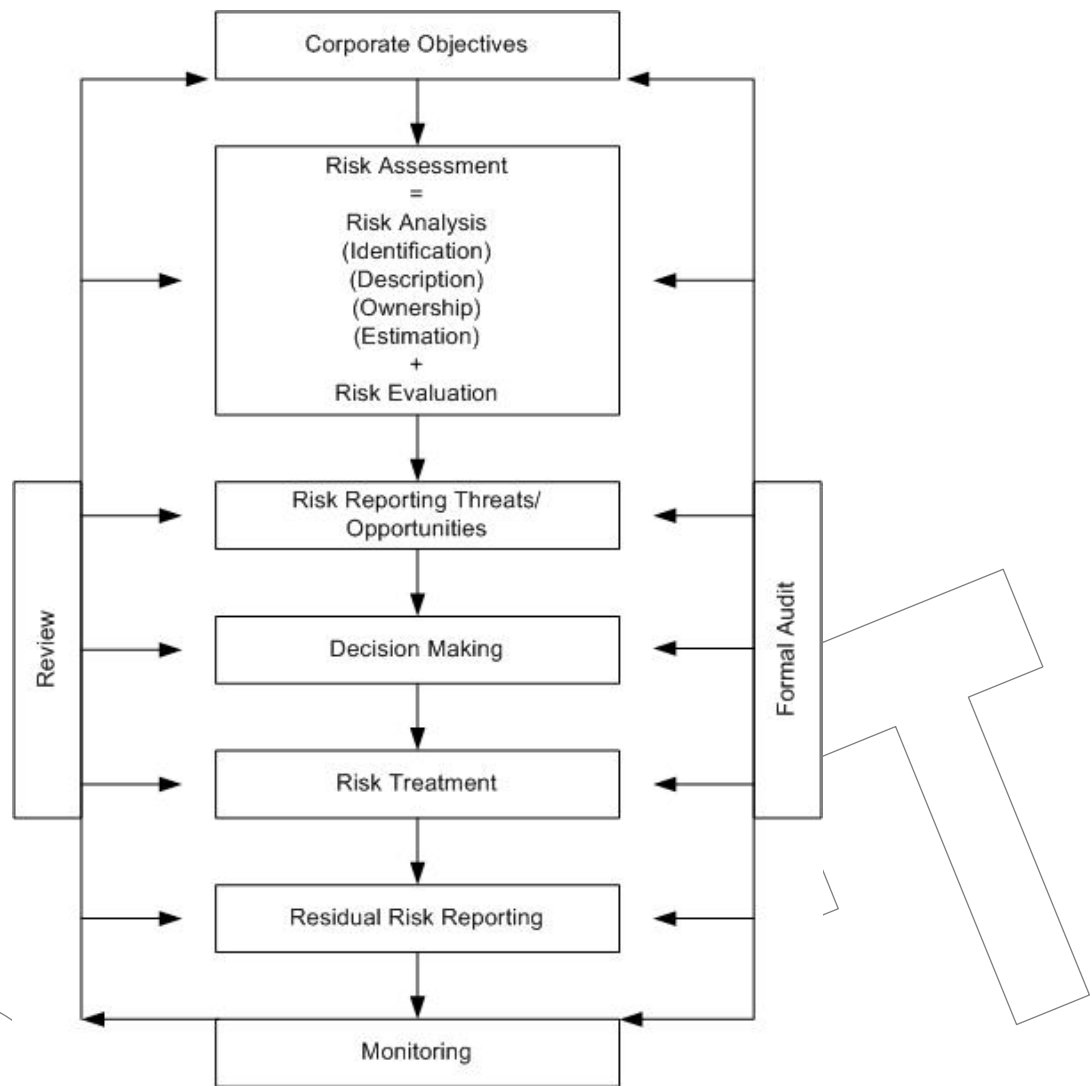 Corporate Objectives
Risk Assessment
=
Risk Analysis
(Identification)
(Description)
(Ownership)
(Estimation)
+
Risk Evaluation
Risk Reporting Threats/
Opportunities
Decision Making
Risk Treatment
Residual Risk Reporting
Monitoring
Review
Formal Audit